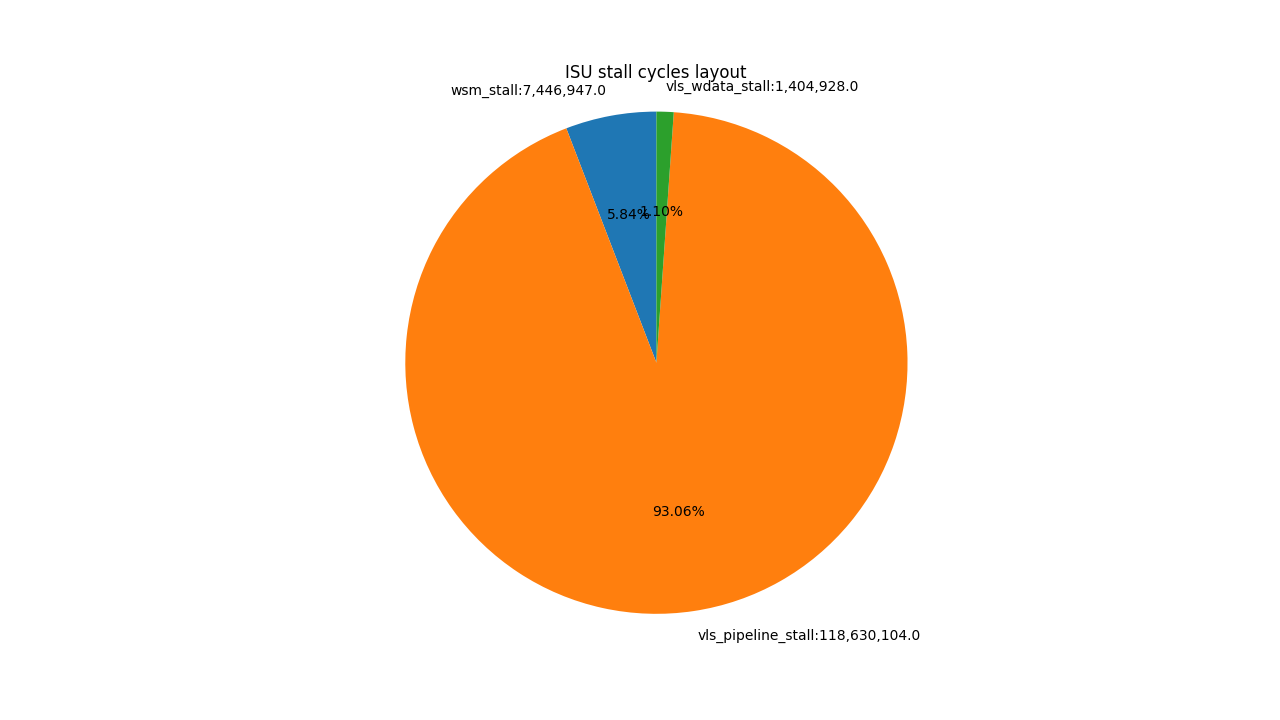 ISU stall cycles layout
wsm_stall:7,446,947.0
vls_wdata_stall:1,404,928.0
5.84%
1.10%
93.06%
vls_pipeline_stall:118,630,104.0